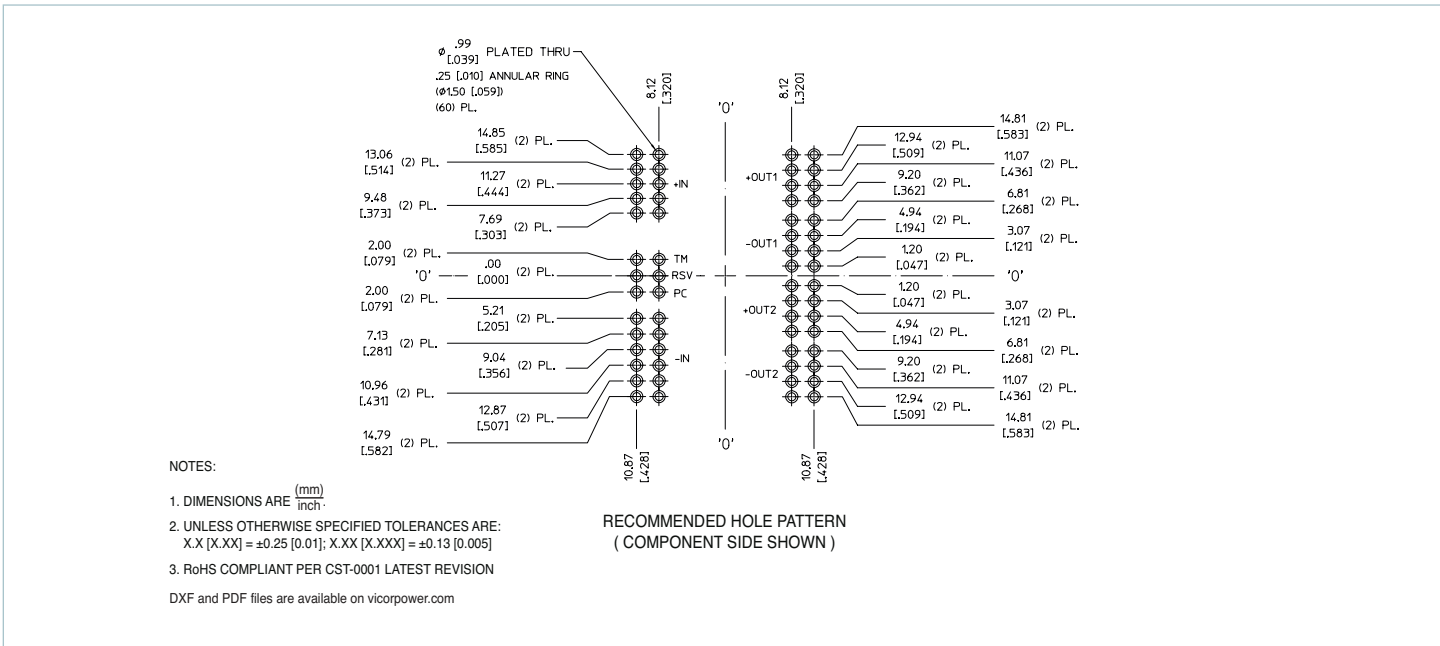 ø .99 [.039] PLATED THRU
.25 [.010] ANNULAR RING
(ø1.50 [.059])
(60) PL.
8.12 [.320]
'0'
8.12 [.320]
14.85 [.585] (2) PL.
13.06 [.514] (2) PL.
11.27 [.444] (2) PL.
+IN
9.48 [.373] (2) PL.
7.69 [.303] (2) PL.
2.00 [.079] (2) PL.
TM
'0'
.00 [.000] (2) PL.
RSV
2.00 [.079] (2) PL.
PC
5.21 [.205] (2) PL.
7.13 [.281] (2) PL.
9.04 [.356] (2) PL.
-IN
10.96 [.431] (2) PL.
12.87 [.507] (2) PL.
14.79 [.582] (2) PL.
10.87 [.428]
14.81 [.583] (2) PL.
12.94 [.509] (2) PL.
11.07 [.436] (2) PL.
+OUT1
9.20 [.362] (2) PL.
6.81 [.268] (2) PL.
4.94 [.194] (2) PL.
-OUT1
3.07 [.121] (2) PL.
1.20 [.047] (2) PL.
'0'
1.20 [.047] (2) PL.
+OUT2
3.07 [.121] (2) PL.
4.94 [.194] (2) PL.
6.81 [.268] (2) PL.
9.20 [.362] (2) PL.
-OUT2
11.07 [.436] (2) PL.
12.94 [.509] (2) PL.
14.81 [.583] (2) PL.
'0'
10.87 [.428]
NOTES:
1. DIMENSIONS ARE (mm) inch.
2. UNLESS OTHERWISE SPECIFIED TOLERANCES ARE:
X.X [X.XX] = ±0.25 [0.01]; X.XX [X.XXX] = ±0.13 [0.005]
3. RoHS COMPLIANT PER CST-0001 LATEST REVISION
DXF and PDF files are available on vicorpower.com
RECOMMENDED HOLE PATTERN
( COMPONENT SIDE SHOWN )